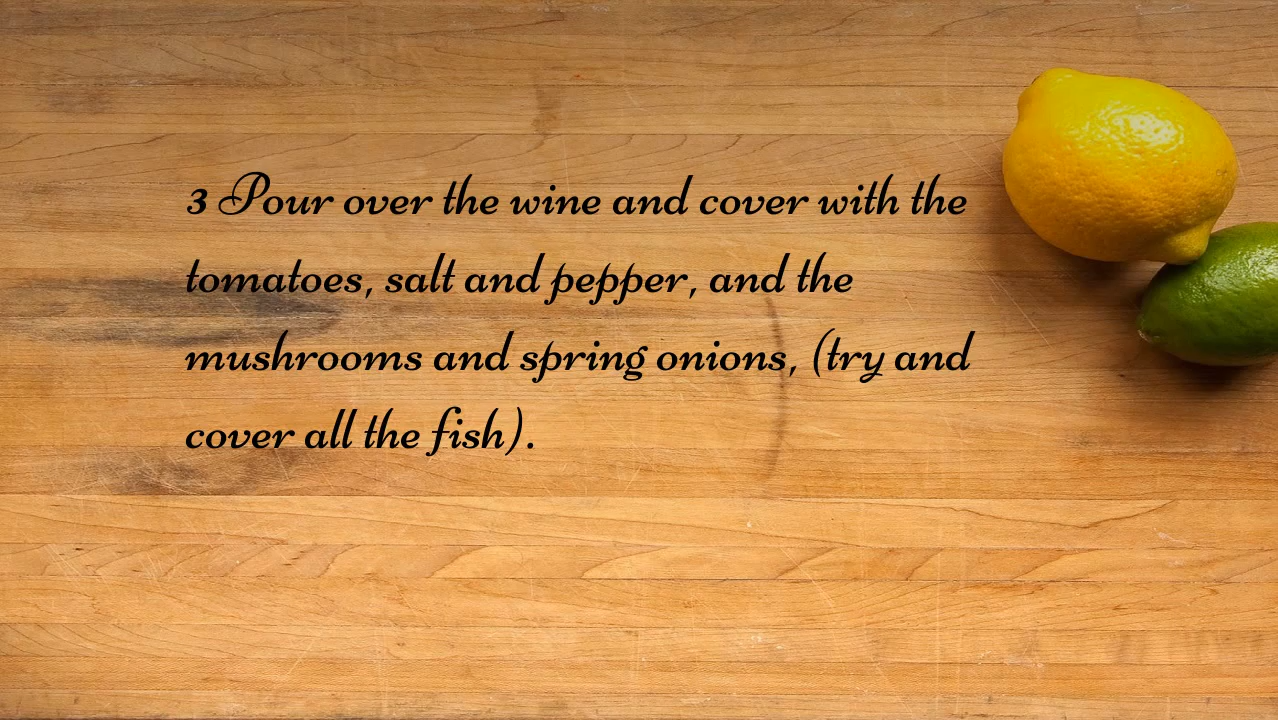 3 Pour over the wine and cover with the
tomatoes, salt and pepper, and the
mushrooms and spring onions, (try and
cover all the fish).